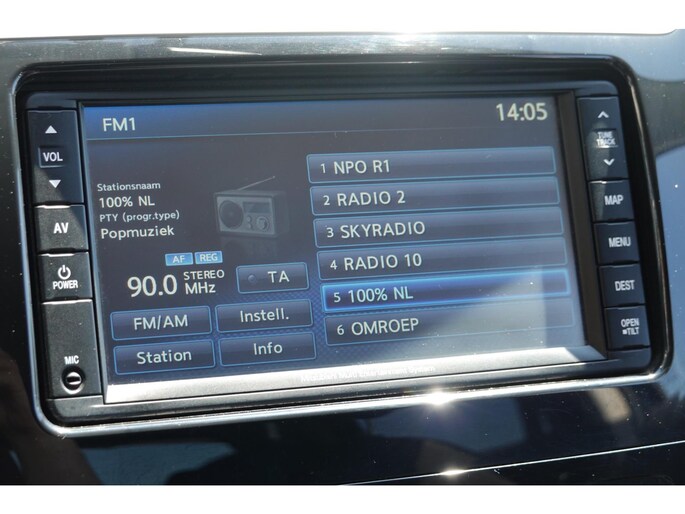 FM1
14:05
VOL
AV
POWER
MIC
Stationsnaam
100% NL
PTY (progr.type)
Popmuziek
AF REG
90.0 STEREO
MHz
TA
FM/AM
Instell.
Station
Info
1 NPO R1
2 RADIO 2
3 SKYRADIO
4 RADIO 10
5 100% NL
6 OMROEP
TUNE
TRACK
MAP
MENU
DEST
OPEN
TILT
System